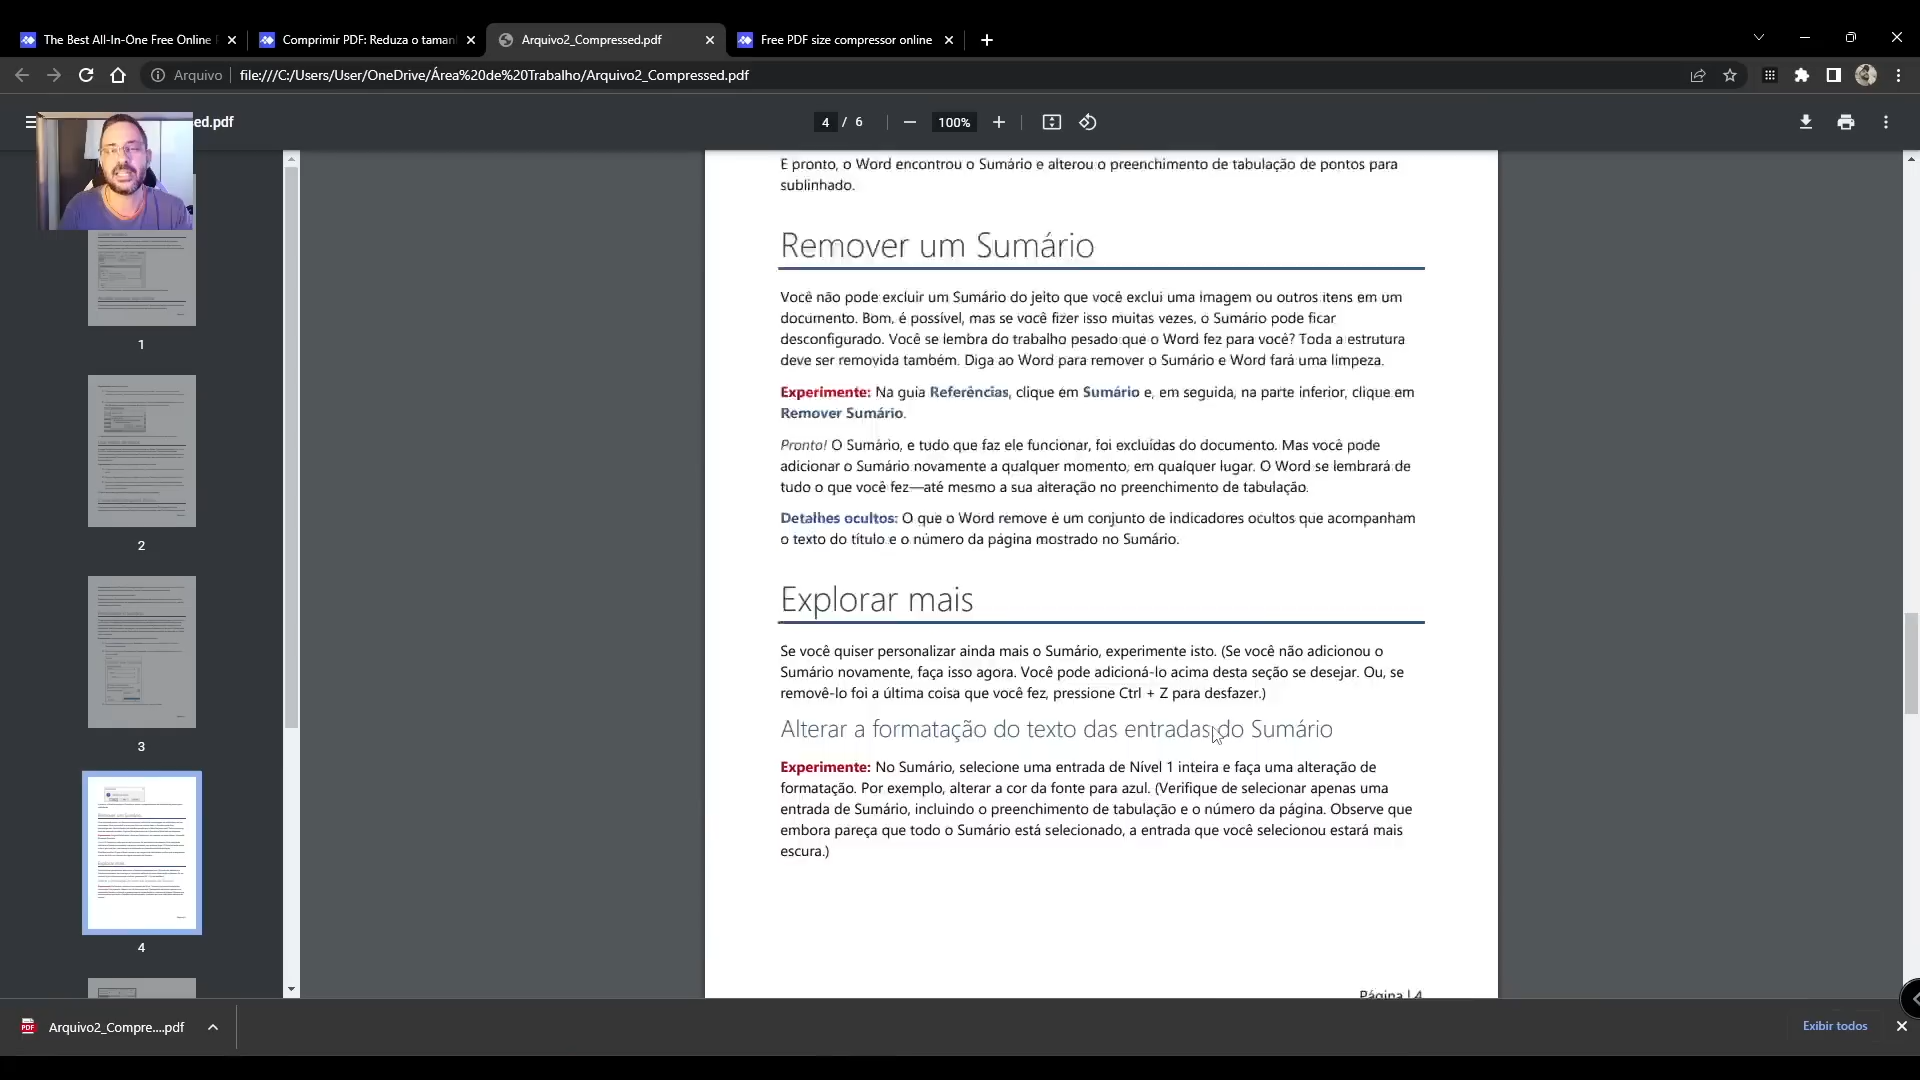 The Best All-In-One Free Online
Comprimir PDF: Reduza o taman
Arquivo2_Compressed.pdf
Free PDF size compressor online
Arquivo
file:///C:/Users/User/OneDrive/Área%20de%20Trabalho/Arquivo2_Compressed.pdf
ed.pdf
4 / 6
100%
E pronto, o Word encontrou o Sumário e alterou o preenchimento de tabulação de pontos para
sublinhado.
Remover um Sumário
Você não pode excluir um Sumário do jeito que você exclui uma imagem ou outros itens em um
documento. Bom, é possível, mas se você fizer isso muitas vezes, o Sumário pode ficar
desconfigurado. Você se lembra do trabalho pesado que o Word fez para você? Toda a estrutura
deve ser removida também. Diga ao Word para remover o Sumário e Word fará uma limpeza.
Experimente: Na guia Referências, clique em Sumário e, em seguida, na parte inferior, clique em
Remover Sumário.
Pronto! O Sumário, e tudo que faz ele funcionar, foi excluídas do documento. Mas você pode
adicionar o Sumário novamente a qualquer momento, em qualquer lugar. O Word se lembrará de
tudo o que você fez—até mesmo a sua alteração no preenchimento de tabulação.
Detalhes ocultos: O que o Word remove é um conjunto de indicadores ocultos que acompanham
o texto do título e o número da página mostrado no Sumário.
Explorar mais
Se você quiser personalizar ainda mais o Sumário, experimente isto. (Se você não adicionou o
Sumário novamente, faça isso agora. Você pode adicioná-lo acima desta seção se desejar. Ou, se
removê-lo foi a última coisa que você fez, pressione Ctrl + Z para desfazer.)
Alterar a formatação do texto das entradas do Sumário
Experimente: No Sumário, selecione uma entrada de Nível 1 inteira e faça uma alteração de
formatação. Por exemplo, alterar a cor da fonte para azul. (Verifique de selecionar apenas uma
entrada de Sumário, incluindo o preenchimento de tabulação e o número da página. Observe que
embora pareça que todo o Sumário está selecionado, a entrada que você selecionou estará mais
escura.)
Página | 4
1
2
3
4
PDF
Arquivo2_Compre....pdf
Exibir todos